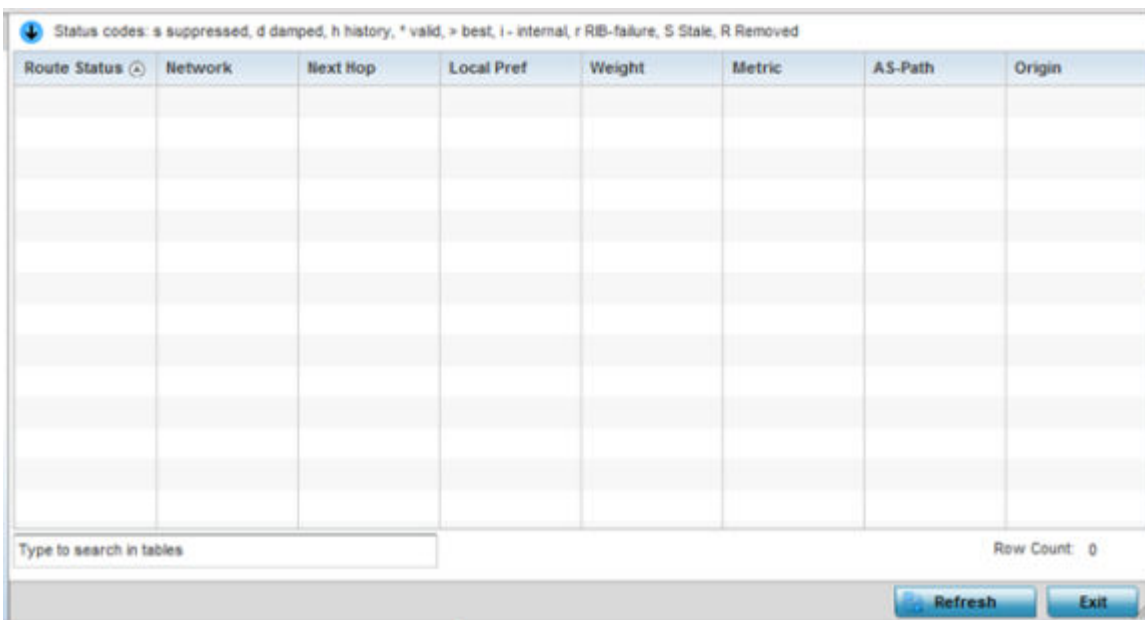 Status codes: s suppressed, d damped, h history, * valid, > best, i - internal, r RIB-failure, S Stale, R Removed
Route Status Network Next Hop Local Pref Weight Metric AS-Path Origin
Type to search in tables Row Count: 0
Refresh Exit